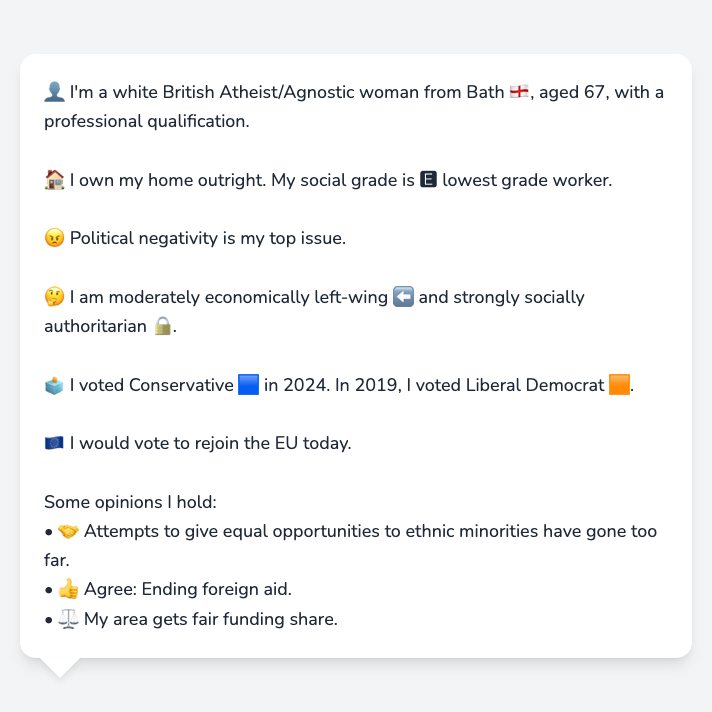 👤 I'm a white British Atheist/Agnostic woman from Bath 🏴󠁧󠁢󠁥󠁮󠁧󠁿, aged 67, with a
professional qualification.
🏠 I own my home outright. My social grade is 🅴 lowest grade worker.
😠 Political negativity is my top issue.
🤔 I am moderately economically left-wing ⬅️ and strongly socially
authoritarian 🔒.
🗳️ I voted Conservative 🟦 in 2024. In 2019, I voted Liberal Democrat 🟧.
🇪🇺 I would vote to rejoin the EU today.
Some opinions I hold:
• 🤝 Attempts to give equal opportunities to ethnic minorities have gone too
far.
• 👍 Agree: Ending foreign aid.
• ⚖️ My area gets fair funding share.